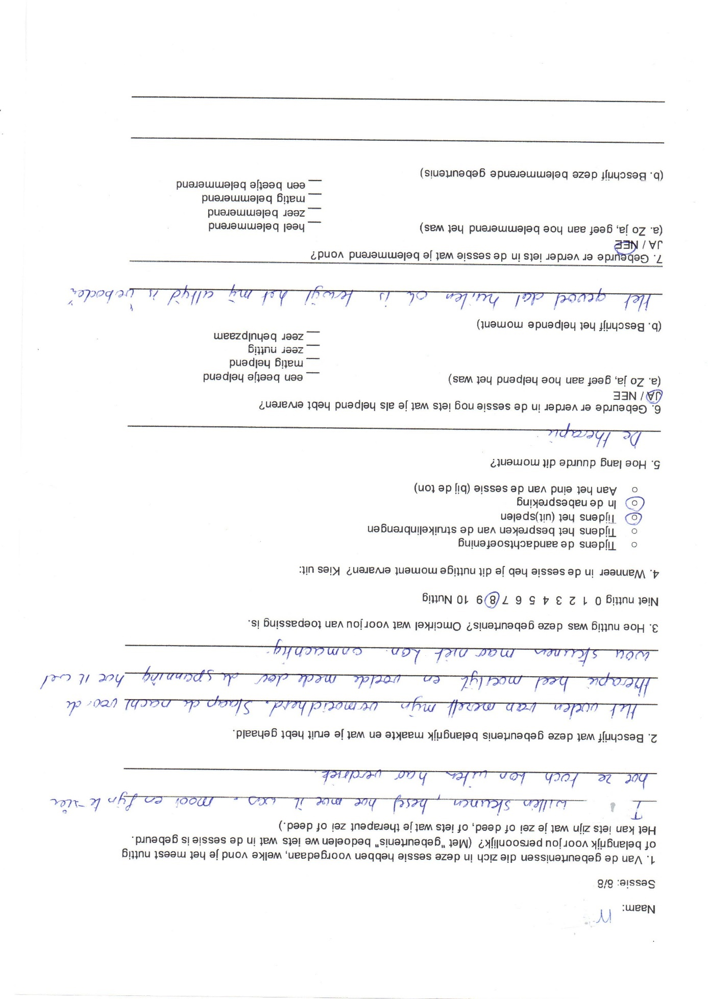 Naam: M
Sessie: 8/8
1. Van de gebeurtenissen die zich in deze sessie hebben voorgedaan, welke vond je het meest nuttig
of belangrijk voor jou persoonlijk? (Met "gebeurtenis" bedoelen we iets wat in de sessie is gebeurd.
Het kan iets zijn wat je zei of deed, of iets wat je therapeut zei of deed.)
I willen steunen, besef hoe moe ik was. mooi en fijn te zien
hoe ze toch kon uiten haar verdriet.
2. Beschrijf wat deze gebeurtenis belangrijk maakte en wat je eruit hebt gehaald.
Het voelen van mezelf mijn vermoeidheid. Slaap de nacht voor de
therapie heel moeilijk en voelde mede door de spanning hoe ik wel
wou steunen maar niet kon. onmachtig.
3. Hoe nuttig was deze gebeurtenis? Omcirkel wat voor jou van toepassing is.
Niet nuttig 0 1 2 3 4 5 6 7 8 9 10 Nuttig
4. Wanneer in de sessie heb je dit nuttige moment ervaren? Kies uit:
○ Tijdens de aandachtsoefening
○ Tijdens het bespreken van de struikelinbrengen
○ Tijdens het (uit)spelen
○ In de nabespreking
○ Aan het eind van de sessie (bij de ton)
5. Hoe lang duurde dit moment?
De therapie.
6. Gebeurde er verder in de sessie nog iets wat je als helpend hebt ervaren?
JA / NEE
(a. Zo ja, geef aan hoe helpend het was) __ een beetje helpend
__ matig helpend
__ zeer nuttig
__ zeer behulpzaam
(b. Beschrijf het helpende moment)
Het gevoel dat huilen ok is terwijl het mij altijd is "verboden"
7. Gebeurde er verder iets in de sessie wat je belemmerend vond?
JA / NEE
(a. Zo ja, geef aan hoe belemmerend het was) __ heel belemmerend
__ zeer belemmerend
__ matig belemmerend
__ een beetje belemmerend
(b. Beschrijf deze belemmerende gebeurtenis)